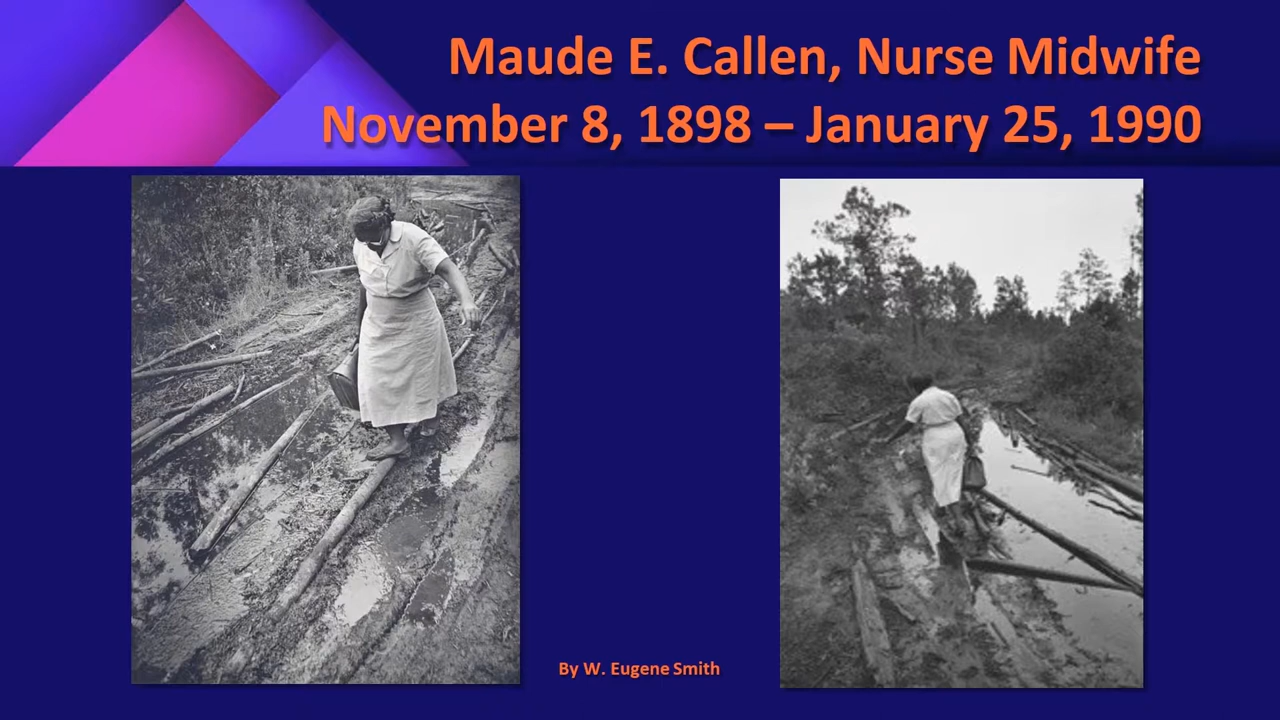 Maude E. Callen, Nurse Midwife
November 8, 1898 – January 25, 1990
By W. Eugene Smith